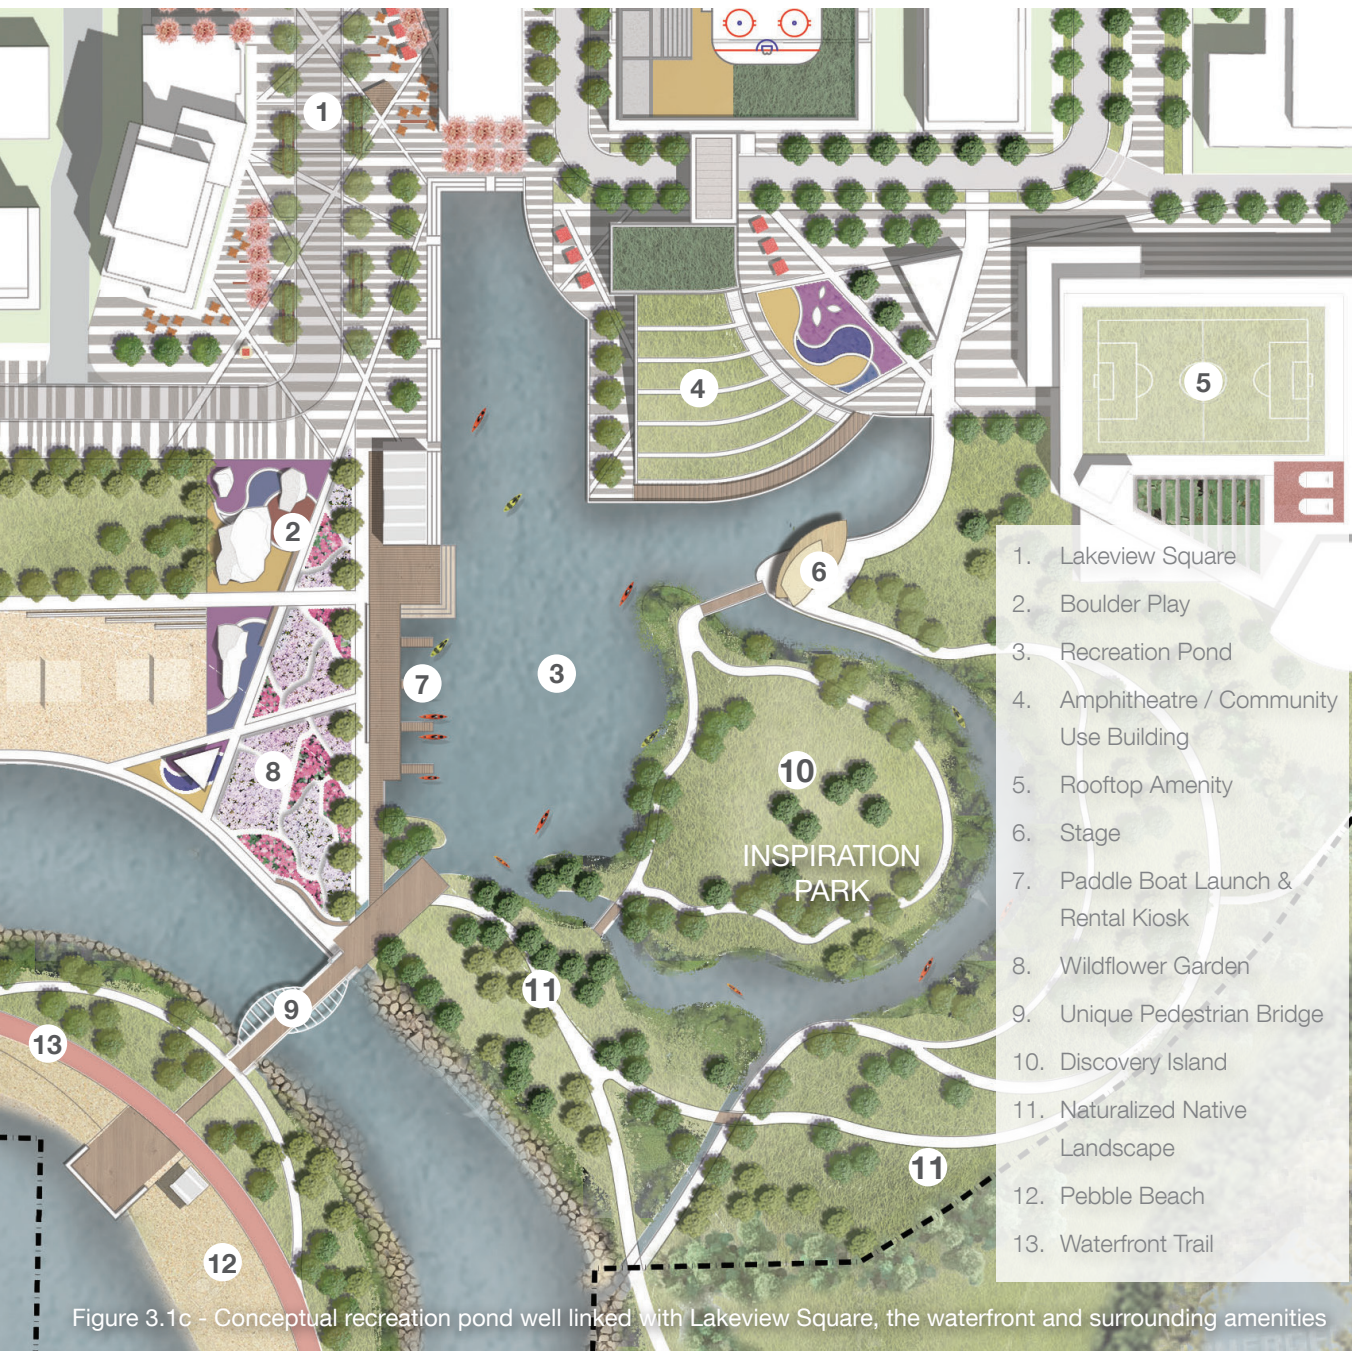 1
2
3
4
5
6
7
8
9
10
INSPIRATION
PARK
11
11
12
13
1. Lakeview Square
2. Boulder Play
3. Recreation Pond
4. Amphitheatre / Community
Use Building
5. Rooftop Amenity
6. Stage
7. Paddle Boat Launch &
Rental Kiosk
8. Wildflower Garden
9. Unique Pedestrian Bridge
10. Discovery Island
11. Naturalized Native
Landscape
12. Pebble Beach
13. Waterfront Trail
Figure 3.1c - Conceptual recreation pond well linked with Lakeview Square, the waterfront and surrounding amenities